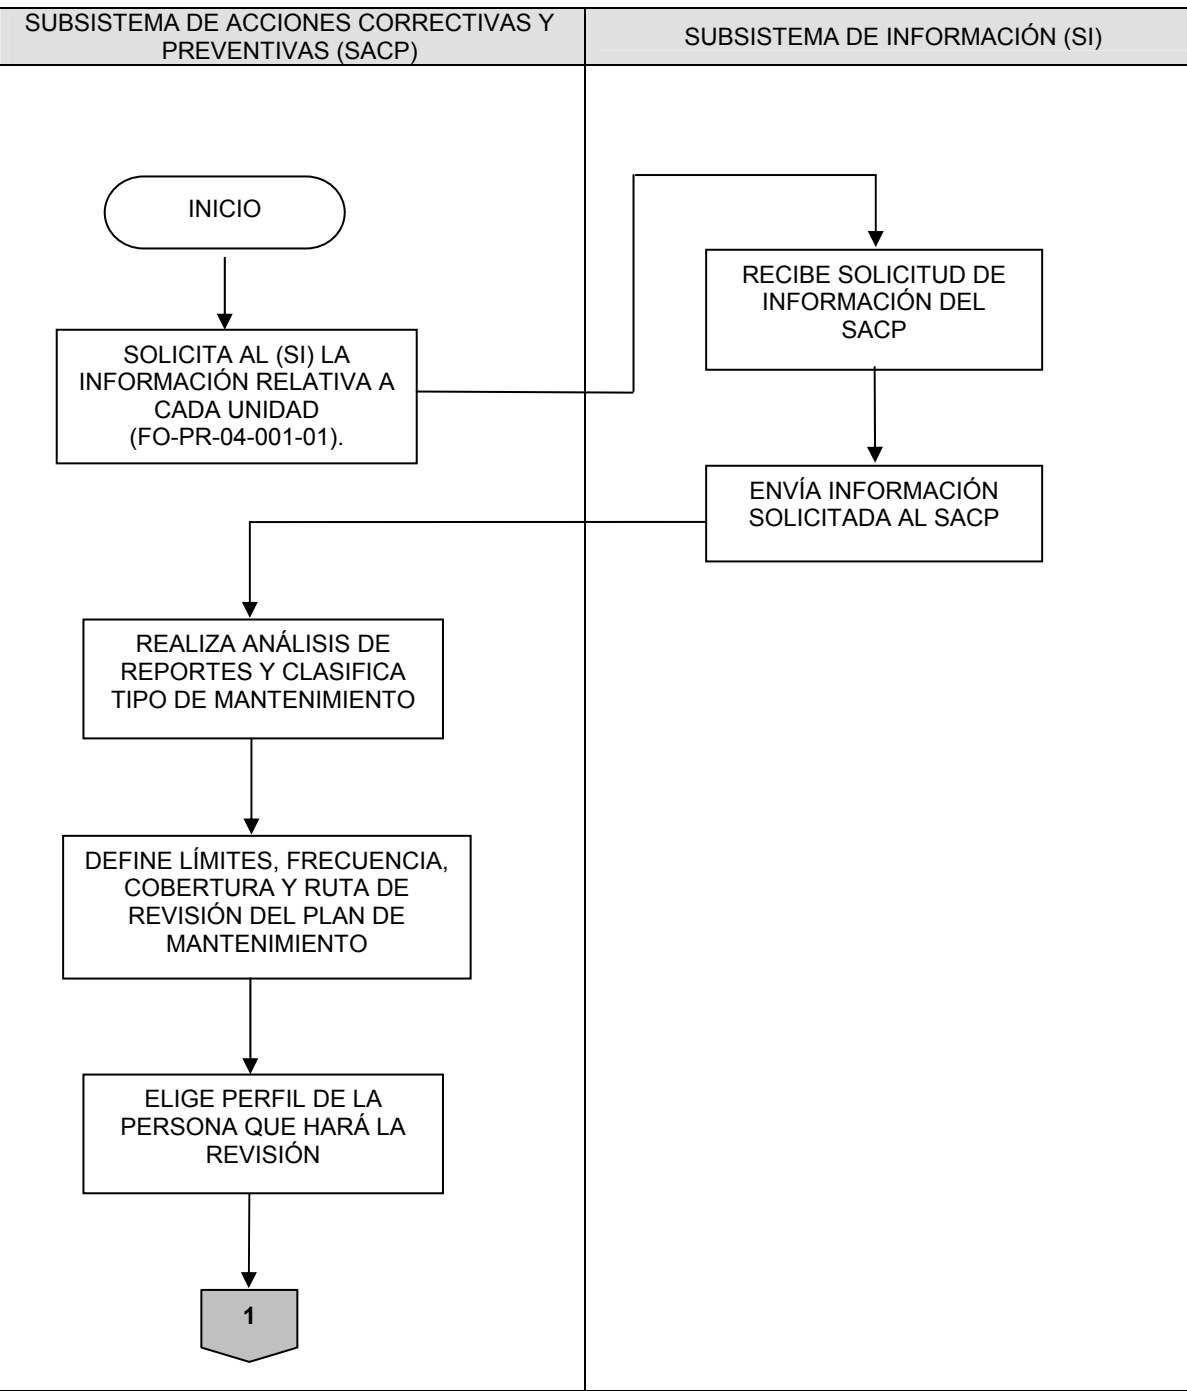 SUBSISTEMA DE ACCIONES CORRECTIVAS Y
PREVENTIVAS (SACP)
SUBSISTEMA DE INFORMACIÓN (SI)
INICIO
SOLICITA AL (SI) LA
INFORMACIÓN RELATIVA A
CADA UNIDAD
(FO-PR-04-001-01).
RECIBE SOLICITUD DE
INFORMACIÓN DEL
SACP
ENVÍA INFORMACIÓN
SOLICITADA AL SACP
REALIZA ANÁLISIS DE
REPORTES Y CLASIFICA
TIPO DE MANTENIMIENTO
DEFINE LÍMITES, FRECUENCIA,
COBERTURA Y RUTA DE
REVISIÓN DEL PLAN DE
MANTENIMIENTO
ELIGE PERFIL DE LA
PERSONA QUE HARÁ LA
REVISIÓN
1